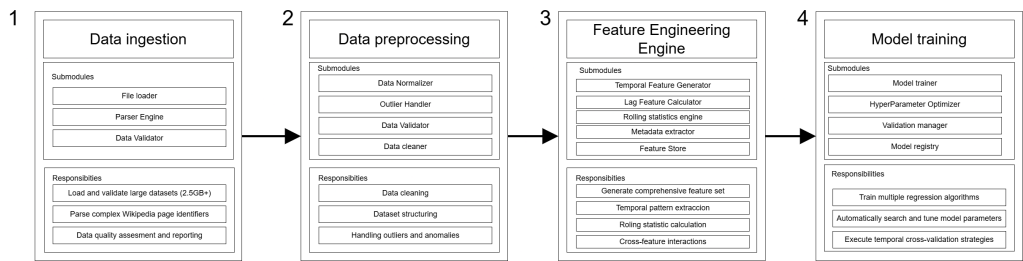 1
Data ingestion
Submodules
File loader
Parser Engine
Data Validator
Responsibities
Load and validate large datasets (2.5GB+)
Parse complex Wikipedia page identifiers
Data quality assesment and reporting
2
Data preprocessing
Submodules
Data Normalizer
Outlier Handler
Data Validator
Data cleaner
Responsibities
Data cleaning
Dataset structuring
Handling outliers and anomalies
3
Feature Engineering
Engine
Submodules
Temporal Feature Generator
Lag Feature Calculator
Rolling statistics engine
Metadata extractor
Feature Store
Responsibities
Generate comprehensive feature set
Temporal pattern extraccion
Roling statistic calculation
Cross-feature interactions
4
Model training
Submodules
Model trainer
HyperParameter Optimizer
Validation manager
Model registry
Responsibilities
Train multiple regression algorithms
Automatically search and tune model parameters
Execute temporal cross-validation strategies